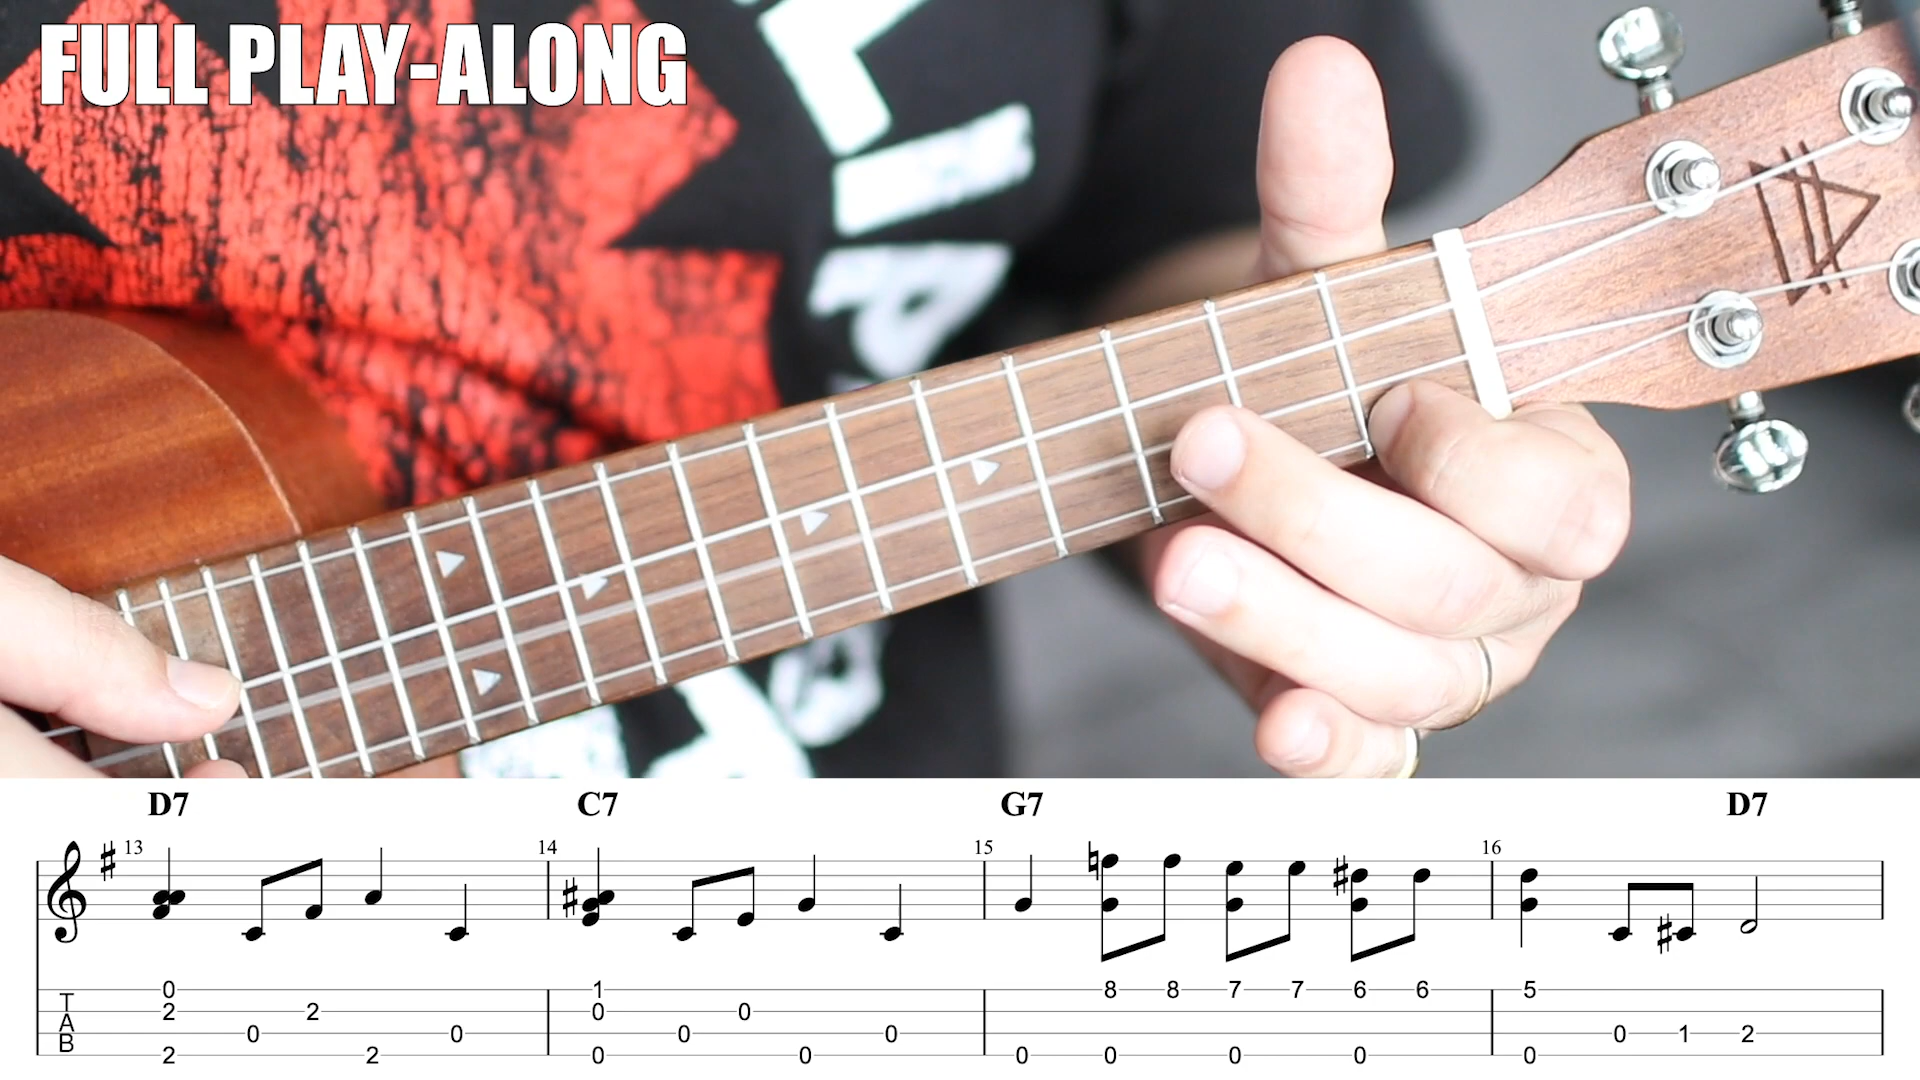 FULL PLAY-ALONG
D7 C7 G7 D7
13 14 15 16
T
A
B
0 1 8 8 7 7 6 6 5
2 2 0 0
0 0 0 0 0 1 2
2 2 0 0 0 0 0 0 0